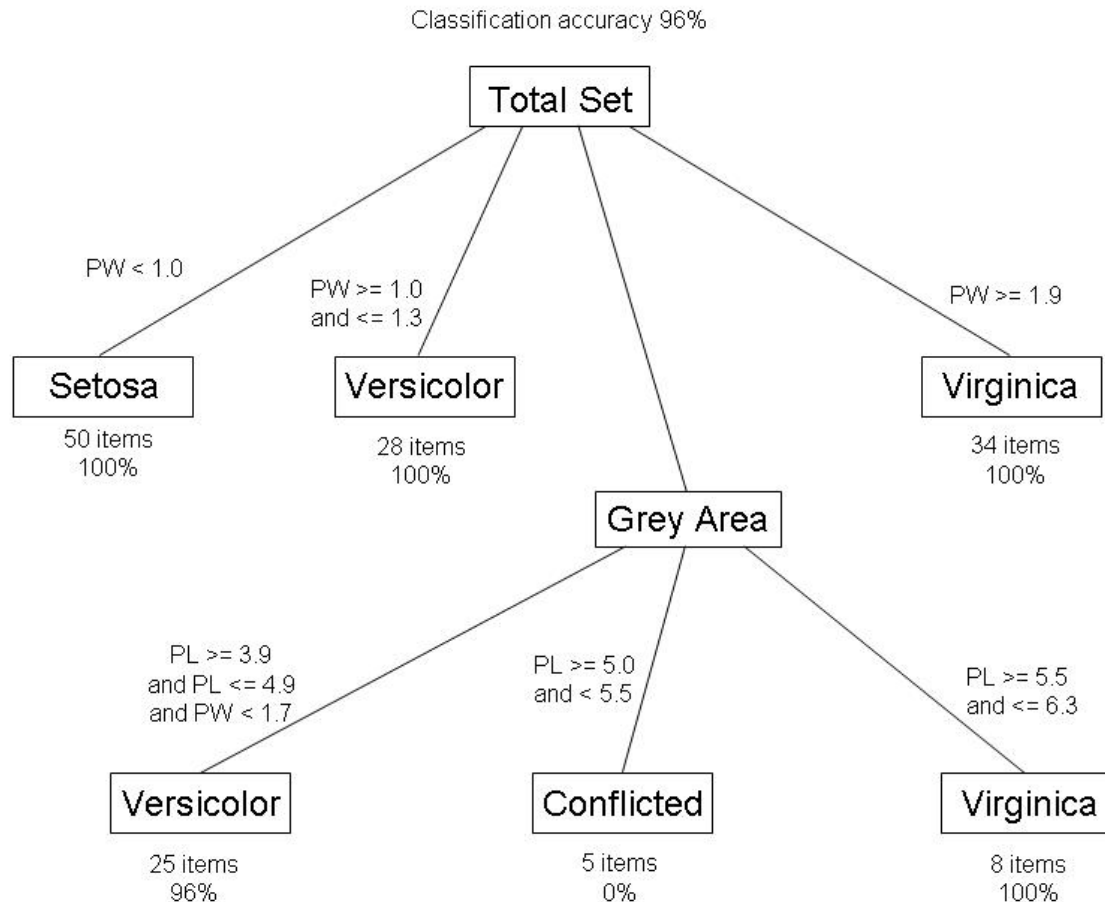 Classification accuracy 96%
Total Set
PW < 1.0
PW >= 1.0
and <= 1.3
PW >= 1.9
Setosa
50 items
100%
Versicolor
28 items
100%
Virginica
34 items
100%
Grey Area
PL >= 3.9
and PL <= 4.9
and PW < 1.7
PL >= 5.0
and < 5.5
PL >= 5.5
and <= 6.3
Versicolor
25 items
96%
Conflicted
5 items
0%
Virginica
8 items
100%